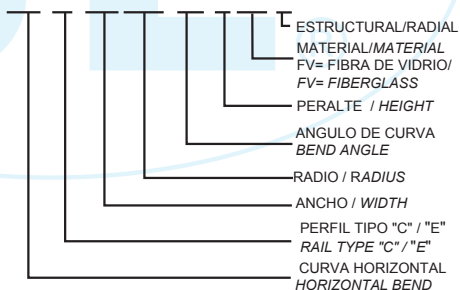 ESTRUCTURAL/RADIAL
MATERIAL/MATERIAL
FV= FIBRA DE VIDRIO/
FV= FIBERGLASS
PERALTE / HEIGHT
ANGULO DE CURVA
BEND ANGLE
RADIO / RADIUS
ANCHO / WIDTH
PERFIL TIPO "C" / "E"
RAIL TYPE "C" / "E"
CURVA HORIZONTAL
HORIZONTAL BEND